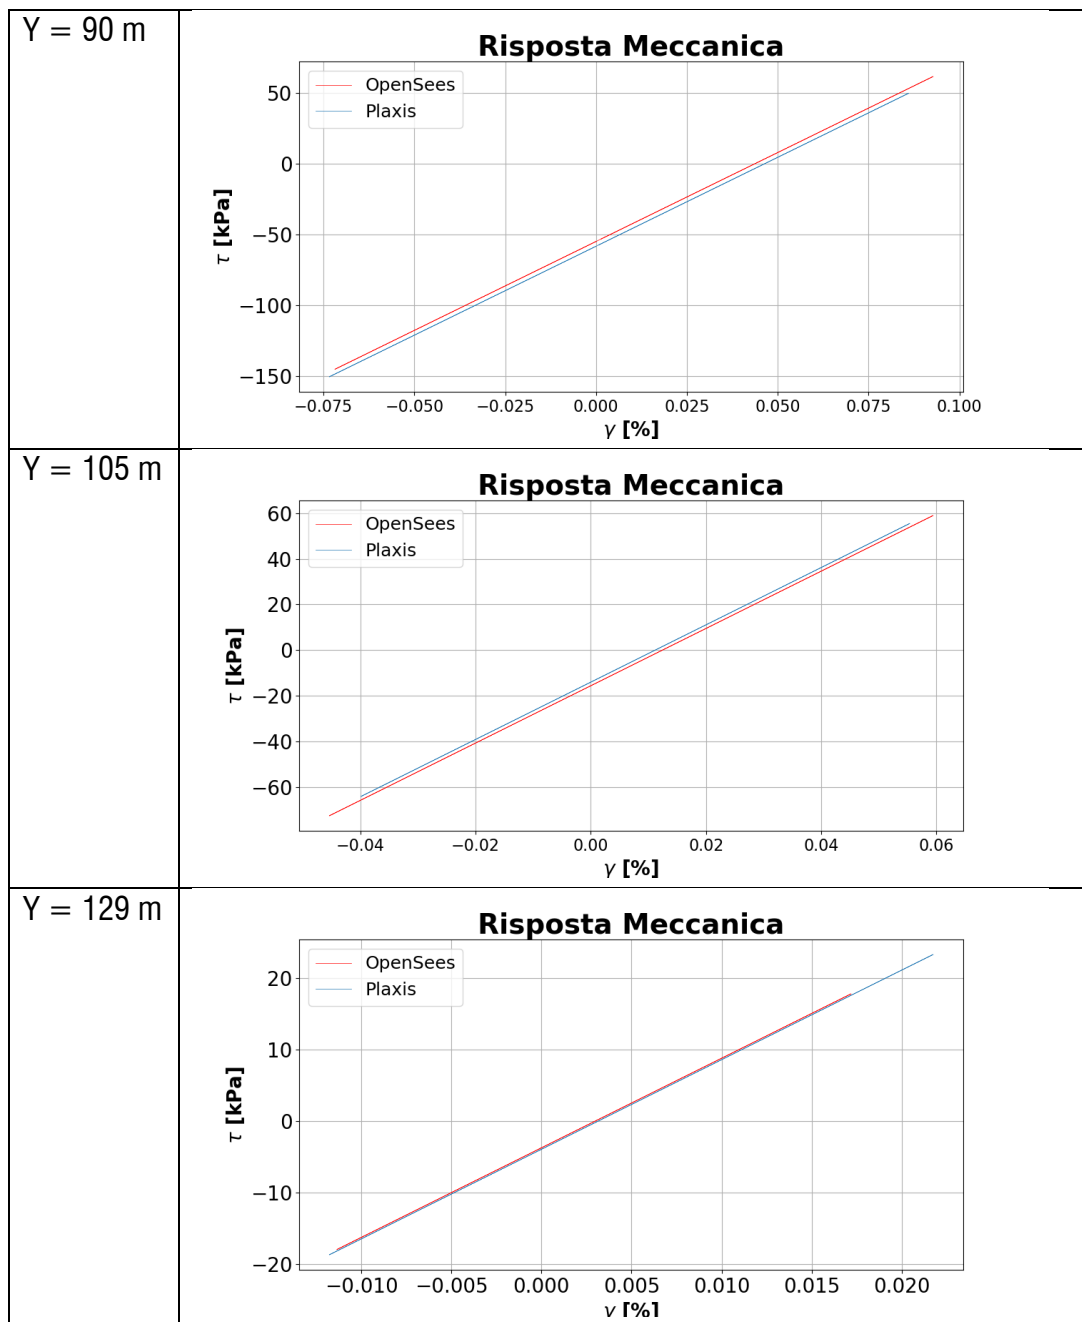 Y = 90 m
Risposta Meccanica
OpenSees
Plaxis
50
0
−50
−100
−150
τ [kPa]
−0.075 −0.050 −0.025 0.000 0.025 0.050 0.075 0.100
γ [%]
Y = 105 m
Risposta Meccanica
OpenSees
Plaxis
60
40
20
0
−20
−40
−60
τ [kPa]
−0.04 −0.02 0.00 0.02 0.04 0.06
γ [%]
Y = 129 m
Risposta Meccanica
OpenSees
Plaxis
20
10
0
−10
−20
τ [kPa]
−0.010 −0.005 0.000 0.005 0.010 0.015 0.020
γ [%]